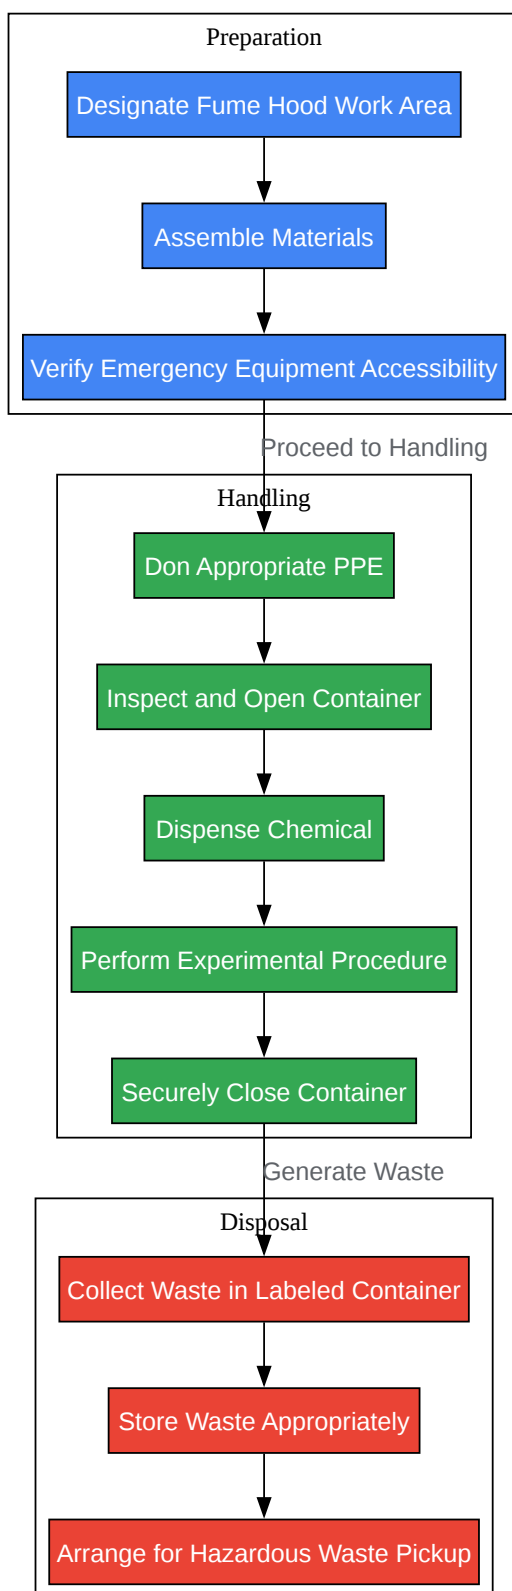 Preparation
Designate Fume Hood Work Area
Assemble Materials
Verify Emergency Equipment Accessibility
Proceed to Handling
Handling
Don Appropriate PPE
Inspect and Open Container
Dispense Chemical
Perform Experimental Procedure
Securely Close Container
Generate Waste
Disposal
Collect Waste in Labeled Container
Store Waste Appropriately
Arrange for Hazardous Waste Pickup